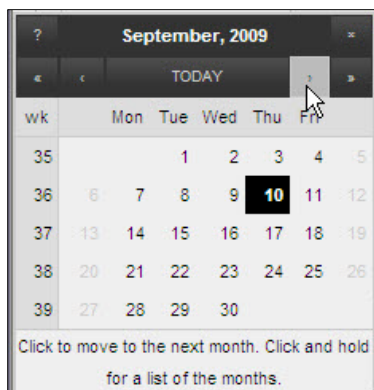 ? September, 2009 ×
« ‹ TODAY › »
wk Mon Tue Wed Thu Fri
35 1 2 3 4 5
36 6 7 8 9 10 11 12
37 13 14 15 16 17 18 19
38 20 21 22 23 24 25 26
39 27 28 29 30
Click to move to the next month. Click and hold
for a list of the months.